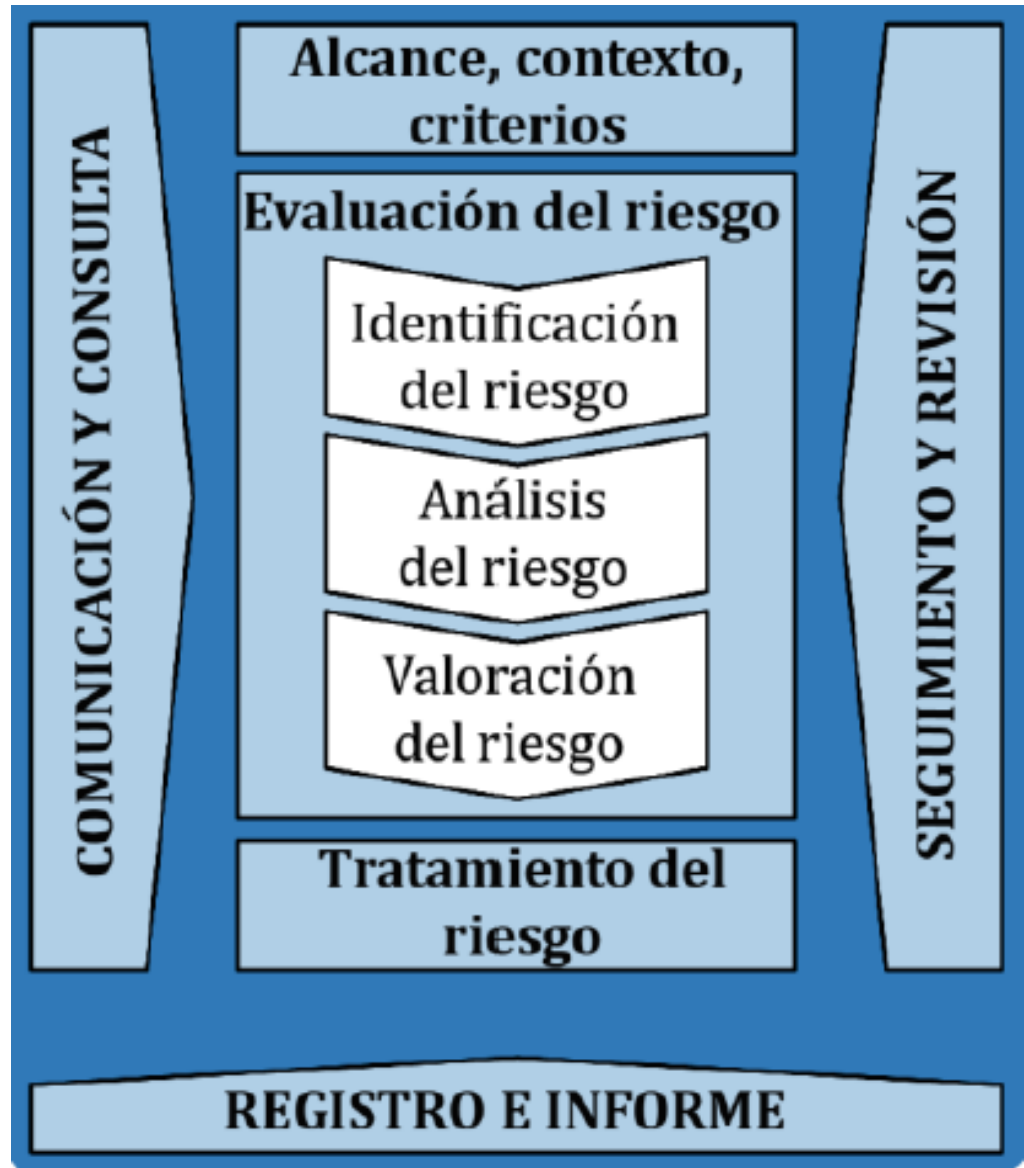 Alcance, contexto,
criterios
Evaluación del riesgo
Identificación
del riesgo
Análisis
del riesgo
Valoración
del riesgo
Tratamiento del
riesgo
COMUNICACIÓN Y CONSULTA
SEGUIMIENTO Y REVISIÓN
REGISTRO E INFORME